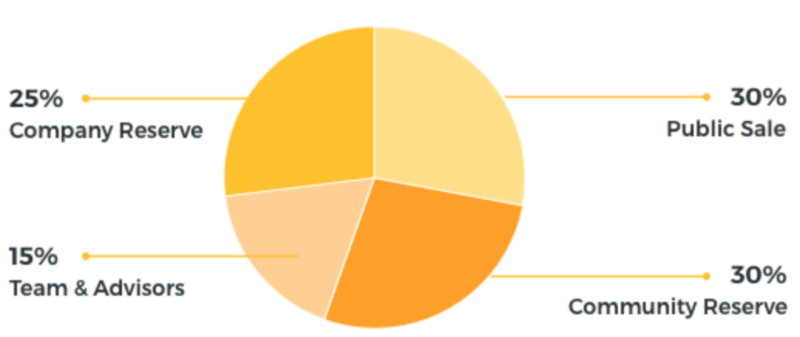 25%
Company Reserve
30%
Public Sale
15%
Team & Advisors
30%
Community Reserve